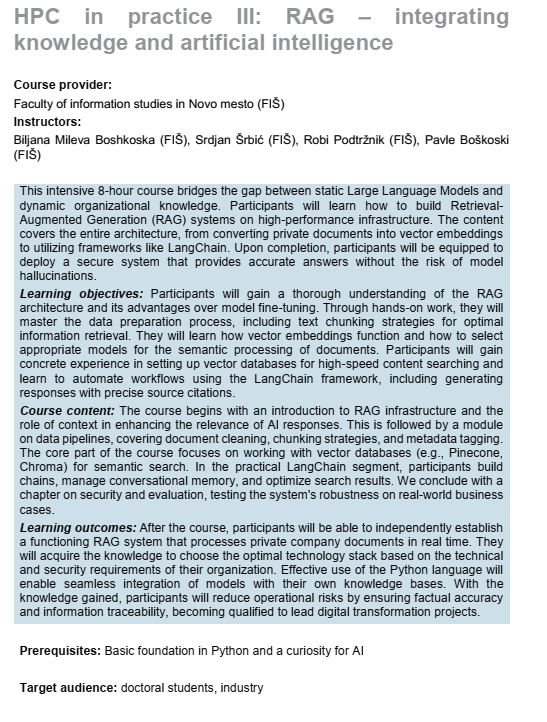 HPC in practice III: RAG – integrating
knowledge and artificial intelligence
Course provider:
Faculty of information studies in Novo mesto (FIŠ)
Instructors:
Biljana Mileva Boshkoska (FIŠ), Srdjan Šrbić (FIŠ), Robi Podtržnik (FIŠ), Pavle Boškoski
(FIŠ)
This intensive 8-hour course bridges the gap between static Large Language Models and
dynamic organizational knowledge. Participants will learn how to build Retrieval-
Augmented Generation (RAG) systems on high-performance infrastructure. The content
covers the entire architecture, from converting private documents into vector embeddings
to utilizing frameworks like LangChain. Upon completion, participants will be equipped to
deploy a secure system that provides accurate answers without the risk of model
hallucinations.
Learning objectives: Participants will gain a thorough understanding of the RAG
architecture and its advantages over model fine-tuning. Through hands-on work, they will
master the data preparation process, including text chunking strategies for optimal
information retrieval. They will learn how vector embeddings function and how to select
appropriate models for the semantic processing of documents. Participants will gain
concrete experience in setting up vector databases for high-speed content searching and
learn to automate workflows using the LangChain framework, including generating
responses with precise source citations.
Course content: The course begins with an introduction to RAG infrastructure and the
role of context in enhancing the relevance of AI responses. This is followed by a module
on data pipelines, covering document cleaning, chunking strategies, and metadata tagging.
The core part of the course focuses on working with vector databases (e.g., Pinecone,
Chroma) for semantic search. In the practical LangChain segment, participants build
chains, manage conversational memory, and optimize search results. We conclude with a
chapter on security and evaluation, testing the system's robustness on real-world business
cases.
Learning outcomes: After the course, participants will be able to independently establish
a functioning RAG system that processes private company documents in real time. They
will acquire the knowledge to choose the optimal technology stack based on the technical
and security requirements of their organization. Effective use of the Python language will
enable seamless integration of models with their own knowledge bases. With the
knowledge gained, participants will reduce operational risks by ensuring factual accuracy
and information traceability, becoming qualified to lead digital transformation projects.
Prerequisites: Basic foundation in Python and a curiosity for AI
Target audience: doctoral students, industry